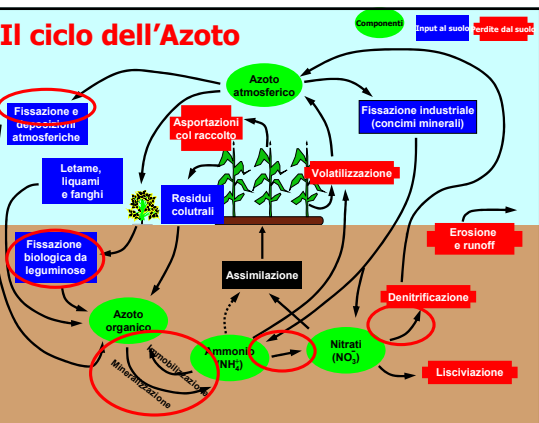 Il ciclo dell'Azoto
Componenti
Input al suolo
Perdite dal suolo
Azoto
atmosferico
Fissazione e
deposizioni
atmosferiche
Asportazioni
col raccolto
Fissazione industriale
(concimi minerali)
Letame,
liquami
e fanghi
Residui
colutrali
Volatilizzazione
Fissazione
biologica da
leguminose
Erosione
e runoff
Assimilazione
Denitrificazione
Azoto
organico
Immobilizzazione
Mineralizzazione
Ammonio
(NH₄⁺)
Nitrati
(NO₃⁻)
Lisciviazione